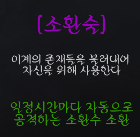 [소환술]
이계의 존재들을 불러내어
자신을 위해 사용한다
일정시간마다 자동으로
공격하는 소환수 소환